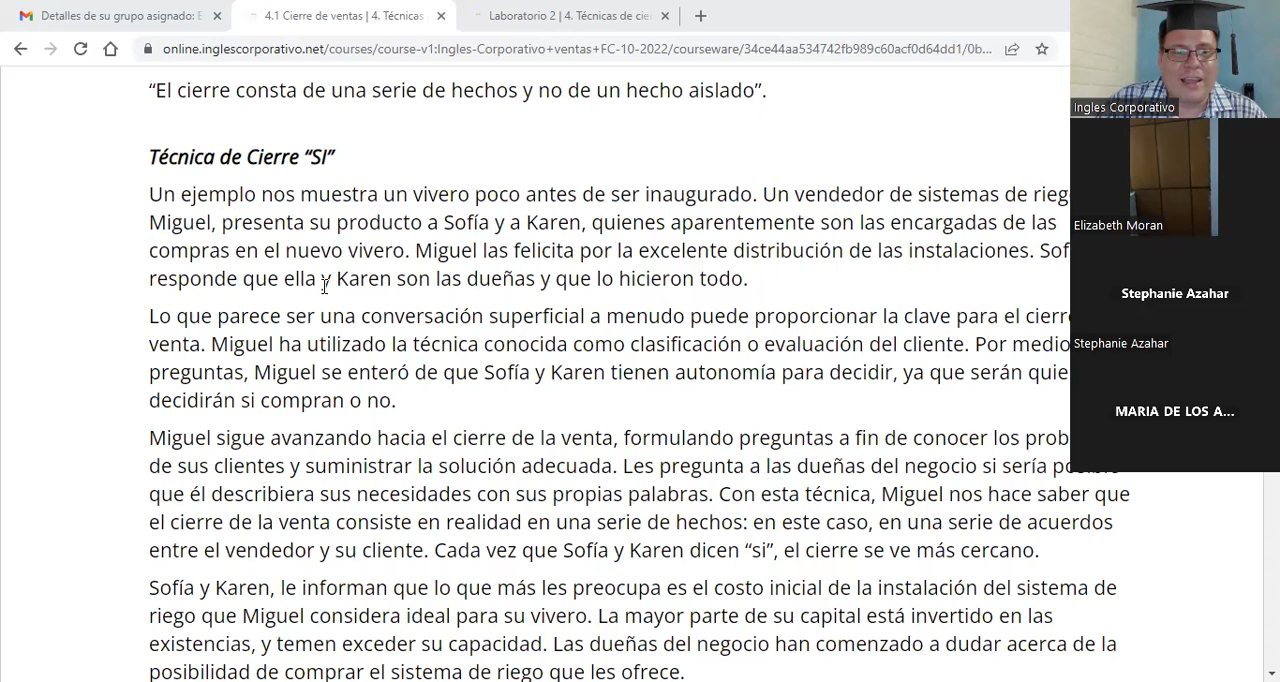 Detalles de su grupo asignado: E
4.1 Cierre de ventas | 4. Técnicas
Laboratorio 2 | 4. Técnicas de cie
online.inglescorporativo.net/courses/course-v1:Ingles-Corporativo+ventas+FC-10-2022/courseware/34ce44aa534742fb989c60acf0d64dd1/0b...
“El cierre consta de una serie de hechos y no de un hecho aislado”.
Técnica de Cierre “SI”
Un ejemplo nos muestra un vivero poco antes de ser inaugurado. Un vendedor de sistemas de rieg
Miguel, presenta su producto a Sofía y a Karen, quienes aparentemente son las encargadas de las
compras en el nuevo vivero. Miguel las felicita por la excelente distribución de las instalaciones. Sof
responde que ella y Karen son las dueñas y que lo hicieron todo.
Lo que parece ser una conversación superficial a menudo puede proporcionar la clave para el cierr
venta. Miguel ha utilizado la técnica conocida como clasificación o evaluación del cliente. Por medio
preguntas, Miguel se enteró de que Sofía y Karen tienen autonomía para decidir, ya que serán quie
decidirán si compran o no.
Miguel sigue avanzando hacia el cierre de la venta, formulando preguntas a fin de conocer los prob
de sus clientes y suministrar la solución adecuada. Les pregunta a las dueñas del negocio si sería posible
que él describiera sus necesidades con sus propias palabras. Con esta técnica, Miguel nos hace saber que
el cierre de la venta consiste en realidad en una serie de hechos: en este caso, en una serie de acuerdos
entre el vendedor y su cliente. Cada vez que Sofía y Karen dicen “si”, el cierre se ve más cercano.
Sofía y Karen, le informan que lo que más les preocupa es el costo inicial de la instalación del sistema de
riego que Miguel considera ideal para su vivero. La mayor parte de su capital está invertido en las
existencias, y temen exceder su capacidad. Las dueñas del negocio han comenzado a dudar acerca de la
posibilidad de comprar el sistema de riego que les ofrece.
Ingles Corporativo
Elizabeth Moran
Stephanie Azahar
Stephanie Azahar
MARIA DE LOS A...